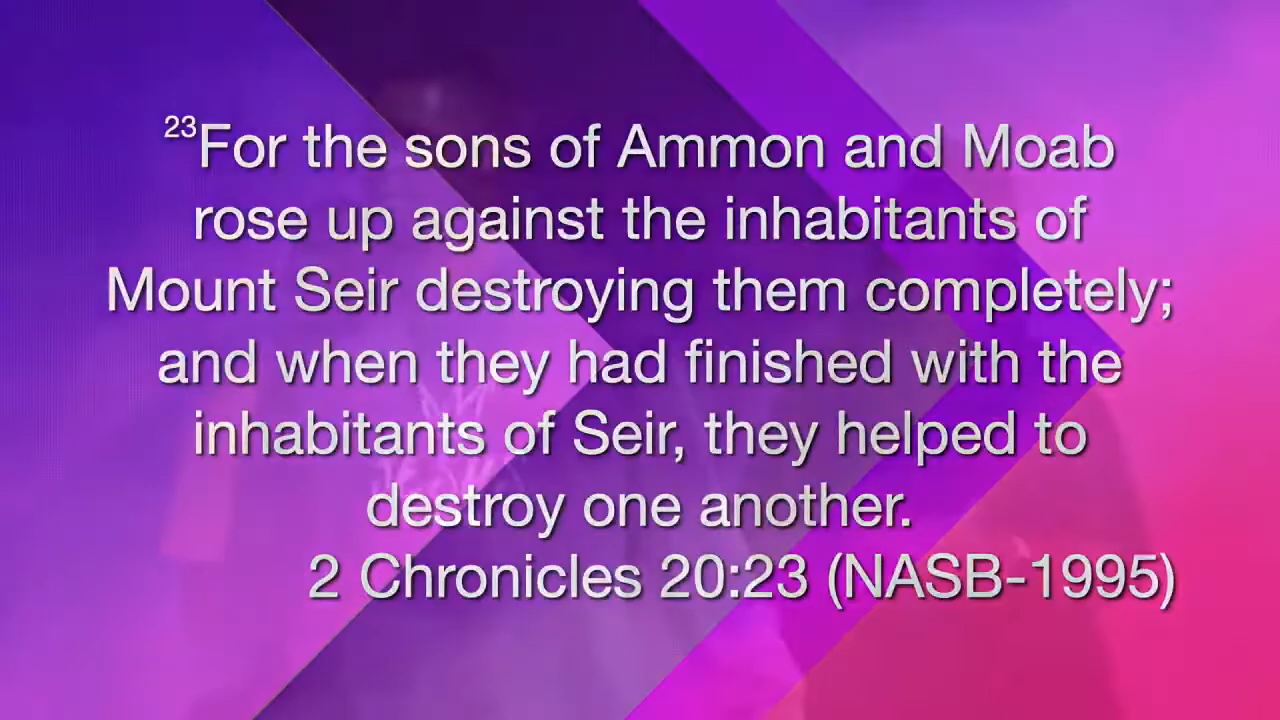 ²³For the sons of Ammon and Moab
rose up against the inhabitants of
Mount Seir destroying them completely;
and when they had finished with the
inhabitants of Seir, they helped to
destroy one another.
2 Chronicles 20:23 (NASB-1995)